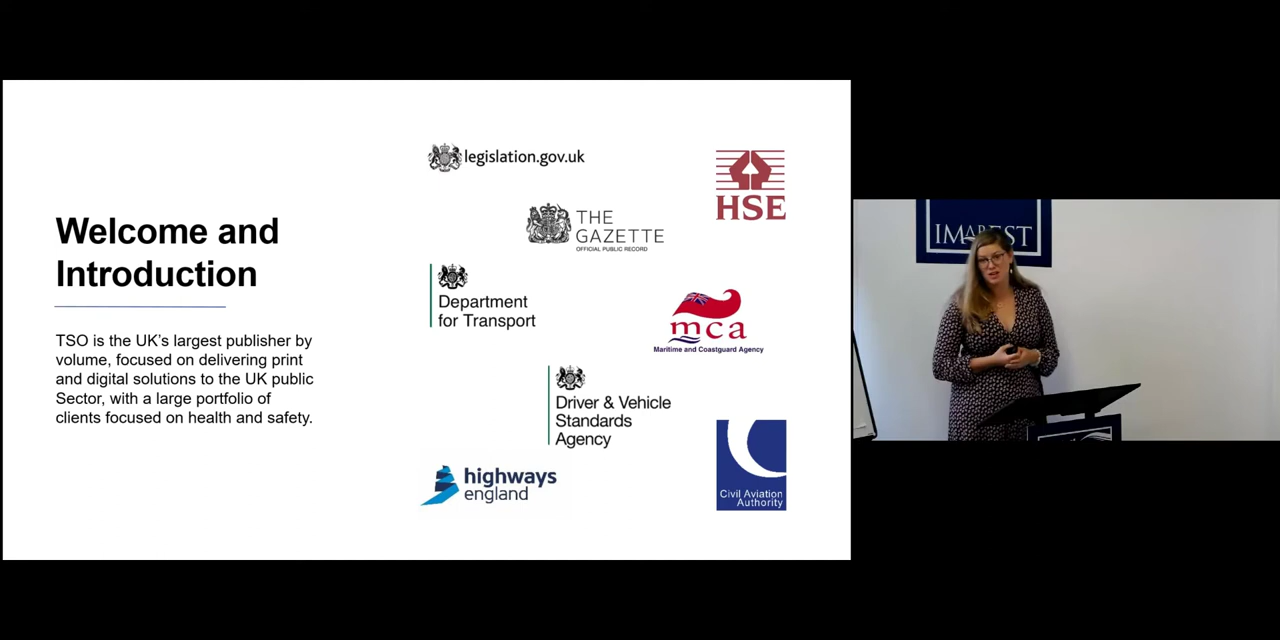 Welcome and
Introduction
TSO is the UK's largest publisher by
volume, focused on delivering print
and digital solutions to the UK public
Sector, with a large portfolio of
clients focused on health and safety.
legislation.gov.uk
HSE
THE
GAZETTE
OFFICIAL PUBLIC RECORD
Department
for Transport
mca
Maritime and Coastguard Agency
Driver & Vehicle
Standards
Agency
highways
england
Civil Aviation
Authority